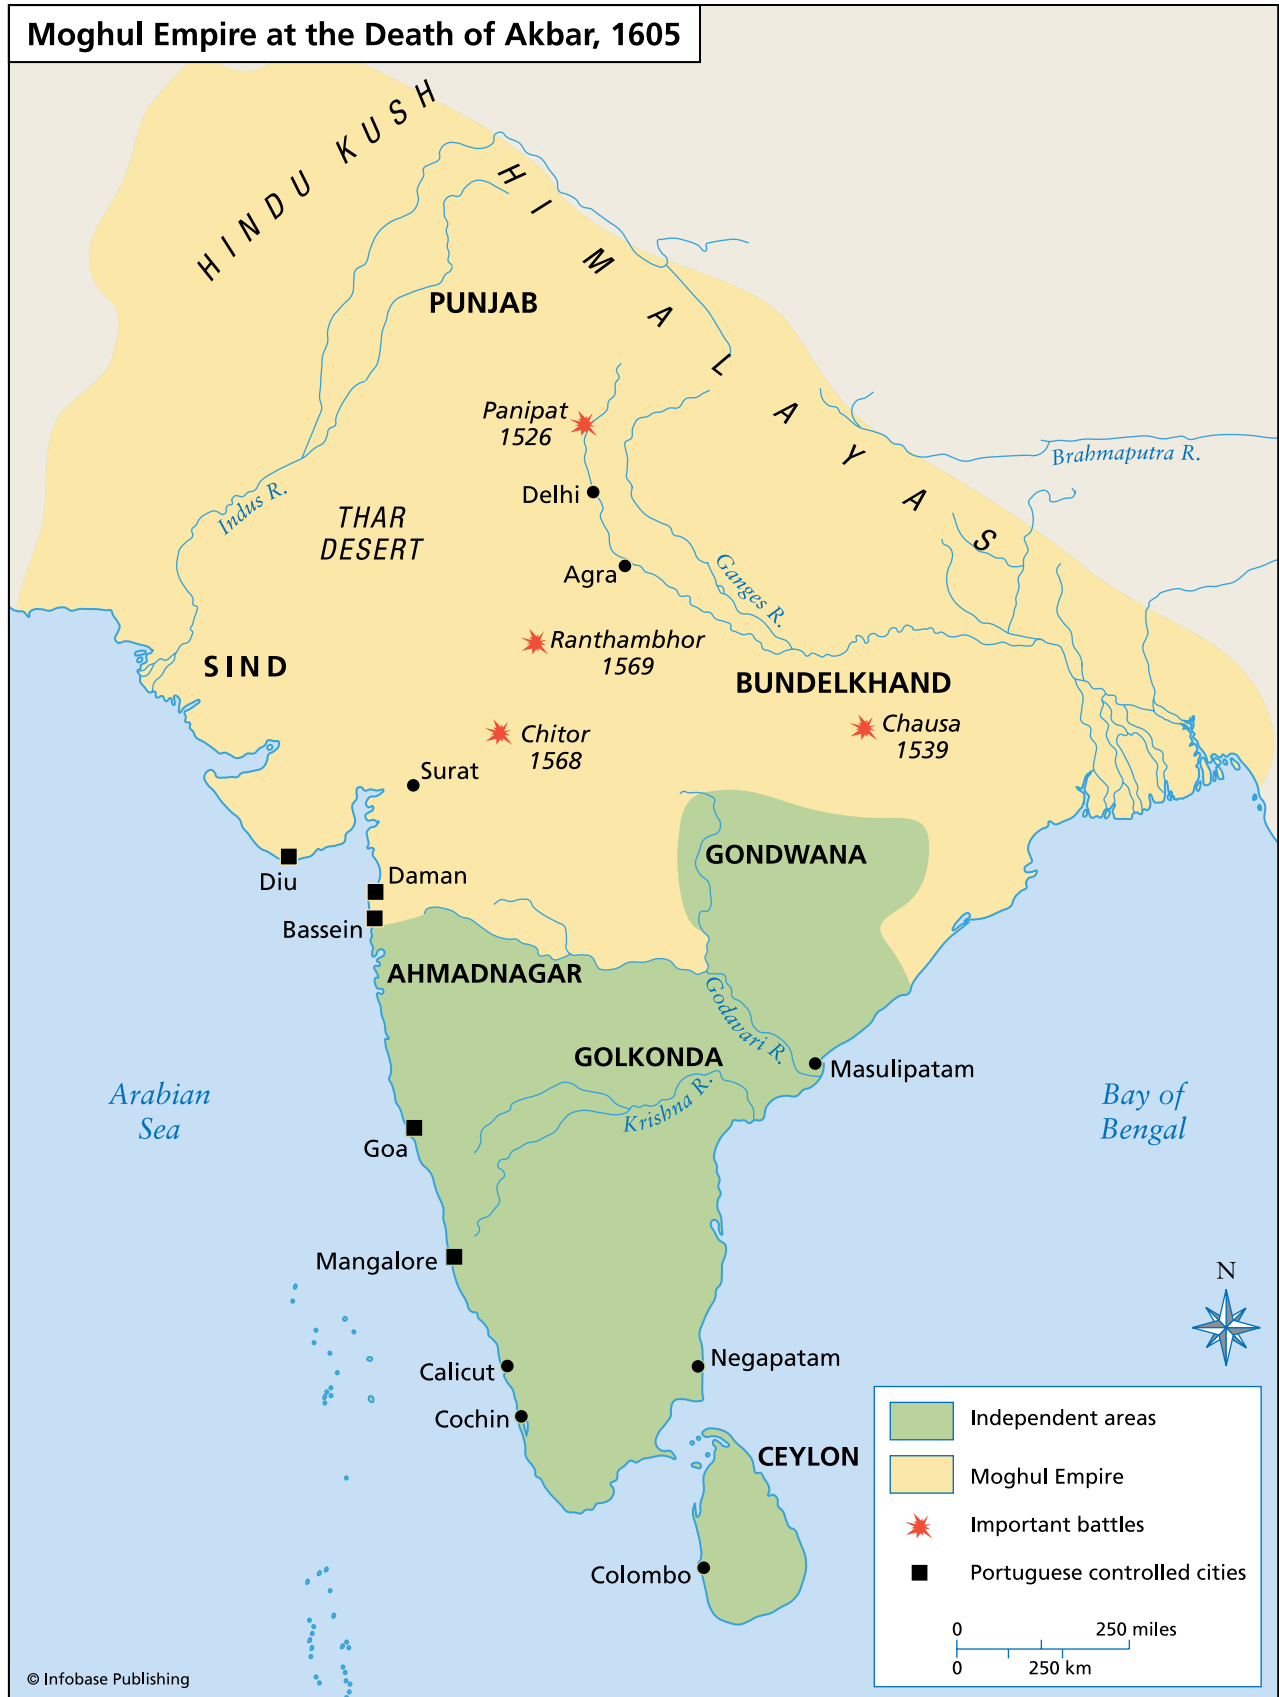 Moghul Empire at the Death of Akbar, 1605
HINDU KUSH
HIMALAYAS
PUNJAB
Panipat
1526
Brahmaputra R.
Indus R.
Delhi
THAR
DESERT
Agra
Ganges R.
Ranthambhor
1569
SIND
BUNDELKHAND
Chitor
1568
Chausa
1539
Surat
GONDWANA
Diu
Daman
Bassein
AHMADNAGAR
Godavari R.
GOLKONDA
Masulipatam
Arabian
Sea
Bay of
Bengal
Krishna R.
Goa
Mangalore
N
Calicut
Negapatam
Cochin
CEYLON
Colombo
Independent areas
Moghul Empire
Important battles
Portuguese controlled cities
0 250 miles
0 250 km
© Infobase Publishing